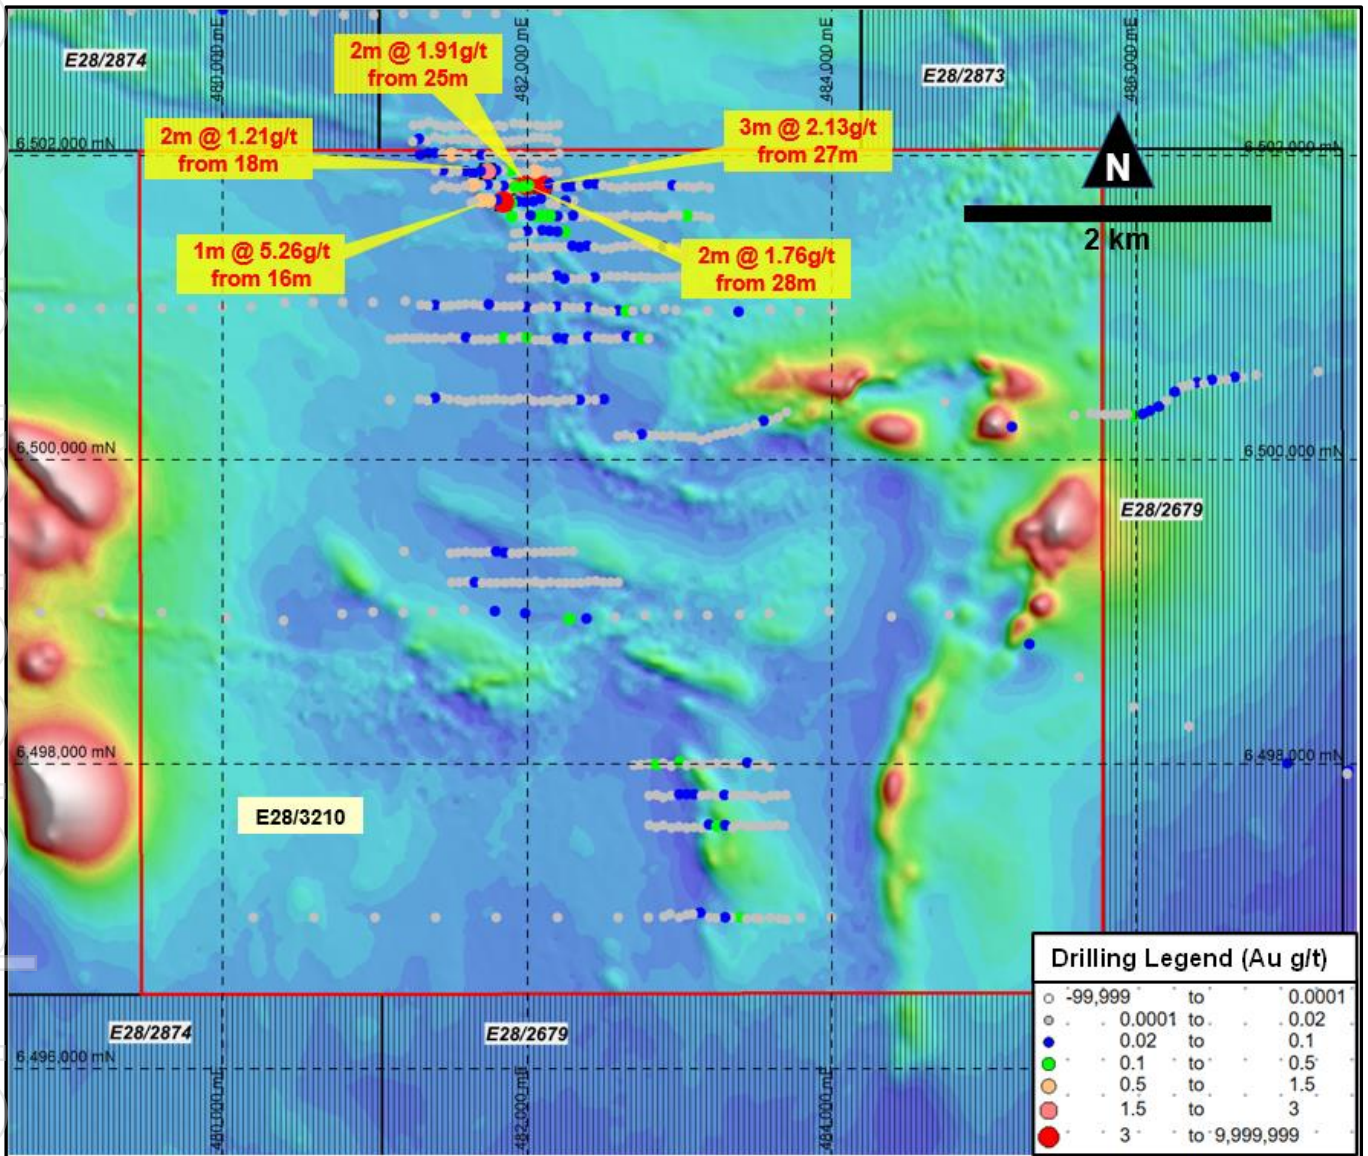 480,000 mE
482,000 mE
484,000 mE
486,000 mE
E28/2874
E28/2873
2m @ 1.91g/t
from 25m
2m @ 1.21g/t
from 18m
3m @ 2.13g/t
from 27m
6,502,000 mN
6,502,000 mN
N
2 km
1m @ 5.26g/t
from 16m
2m @ 1.76g/t
from 28m
6,500,000 mN
6,500,000 mN
E28/2679
6,498,000 mN
6,498,000 mN
E28/3210
E28/2874
E28/2679
6,496,000 mN
480,000 mE
482,000 mE
484,000 mE
Drilling Legend (Au g/t)
-99,999 to 0.0001
0.0001 to 0.02
0.02 to 0.1
0.1 to 0.5
0.5 to 1.5
1.5 to 3
3 to 9,999,999